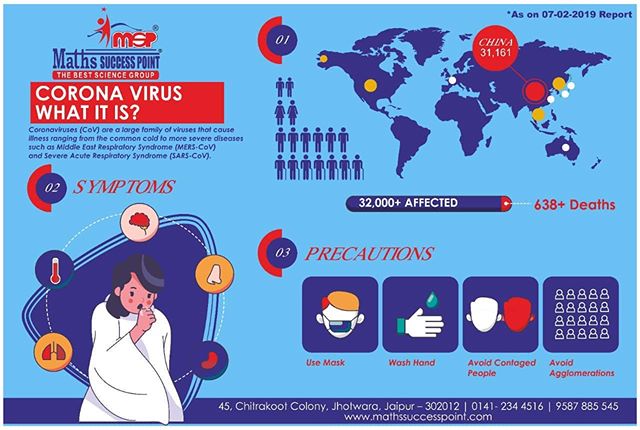 MSP
Maths SUCCESS POINT
THE BEST SCIENCE GROUP
CORONA VIRUS
WHAT IT IS?
Coronaviruses (CoV) are a large family of viruses that cause
illness ranging from the common cold to more severe diseases
such as Middle East Respiratory Syndrome (MERS-CoV)
and Severe Acute Respiratory Syndrome (SARS-CoV).
*As on 07-02-2019 Report
01
CHINA
31,161
32,000+ AFFECTED
638+ Deaths
02 SYMPTOMS
03 PRECAUTIONS
Use Mask
Wash Hand
Avoid Contaged
People
Avoid
Agglomerations
45, Chitrakoot Colony, Jhotwara, Jaipur – 302012 | 0141- 234 4516 | 9587 885 545
www.mathssuccesspoint.com